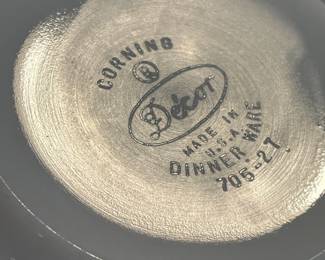 CORNING
®
Décor
MADE IN
U.S.A.
DINNER WARE
705-27